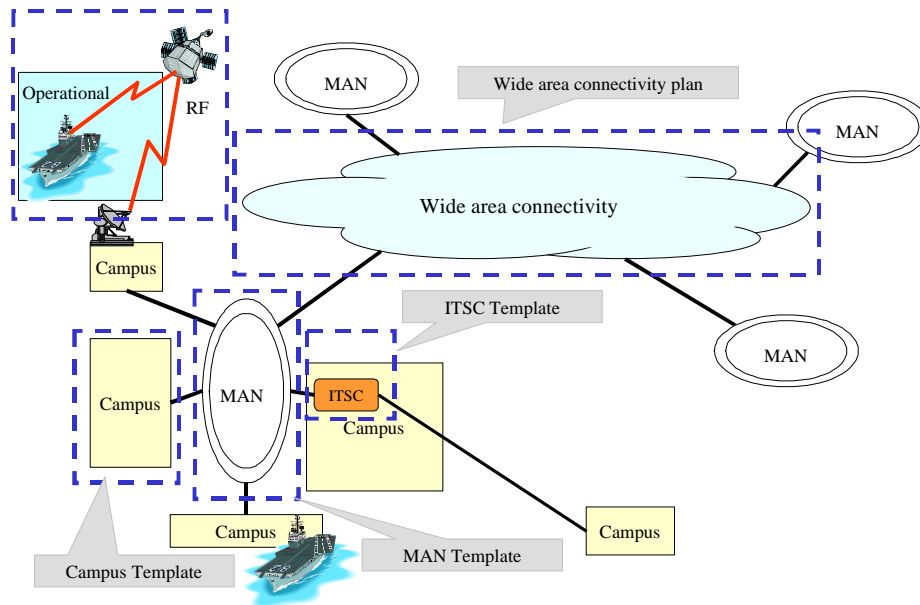 MAN
Wide area connectivity plan
Operational
RF
MAN
Wide area connectivity
Campus
ITSC Template
MAN
Campus
MAN
ITSC
Campus
Campus
Campus
MAN Template
Campus Template